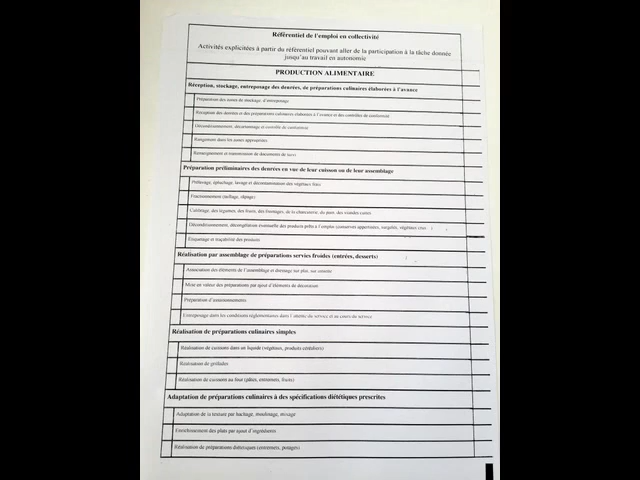 Référentiel de l'emploi en collectivité
Activités explicitées à partir du référentiel pouvant aller de la participation à la tâche donnée
jusqu'au travail en autonomie
PRODUCTION ALIMENTAIRE
Réception, stockage, entreposage des denrées, de préparations culinaires élaborées à l'avance
Préparation des zones de stockage, d'entreposage
Réception des denrées et des préparations culinaires élaborées à l'avance et des contrôles de conformité
Déconditionnement, décartonnage et contrôle de conformité
Rangement dans les zones appropriées
Renseignement et transmission de documents de suivi
Préparation préliminaires des denrées en vue de leur cuisson ou de leur assemblage
Prélavage, épluchage, lavage et décontamination des végétaux frais
Fractionnement (taillage, râpage)
des légumes, des fruits, des fromages, de la charcuterie, du pain, des viandes cuites
Déconditionnement, décongélation éventuelle des produits prêts à l'emploi (conserves appertisées, surgelés, végétaux crus
Etiquetage et traçabilité des produits
Réalisation par assemblage de préparations servies froides (entrées, desserts)
Association des éléments de l'assemblage et dressage sur plat, sur assiette
Mise en valeur des préparations par ajout d'éléments de décoration
Préparation d'assaisonnements
Entreposage dans les conditions réglementaires dans l'attente du service et au cours du service
Réalisation de préparations culinaires simples
Réalisation de cuissons dans un liquide (végétaux, produits céréaliers)
Réalisation de grillades
Réalisation de cuissons au four (pâtes, entremets, fruits)
Adaptation de préparations culinaires à des spécifications diététiques prescrites
Adaptation de la texture par hachage, moulinage, mixage
Enrichissement des plats par ajout d'ingrédients
Réalisation de préparations diététiques (entremets, potages)